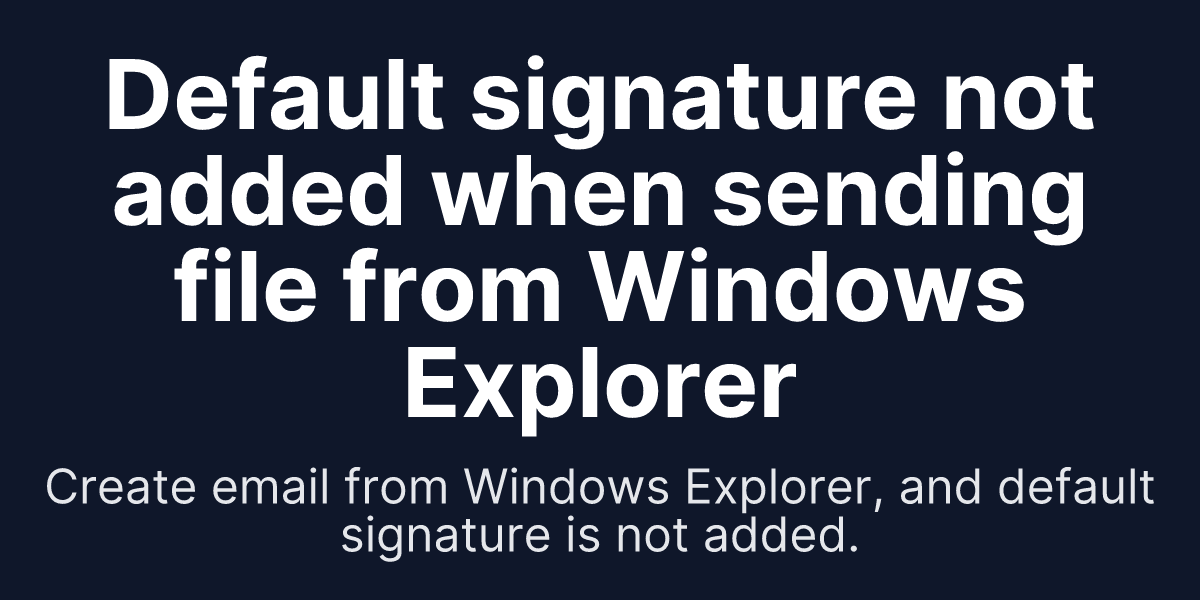 Default signature not
added when sending
file from Windows
Explorer
Create email from Windows Explorer, and default
signature is not added.